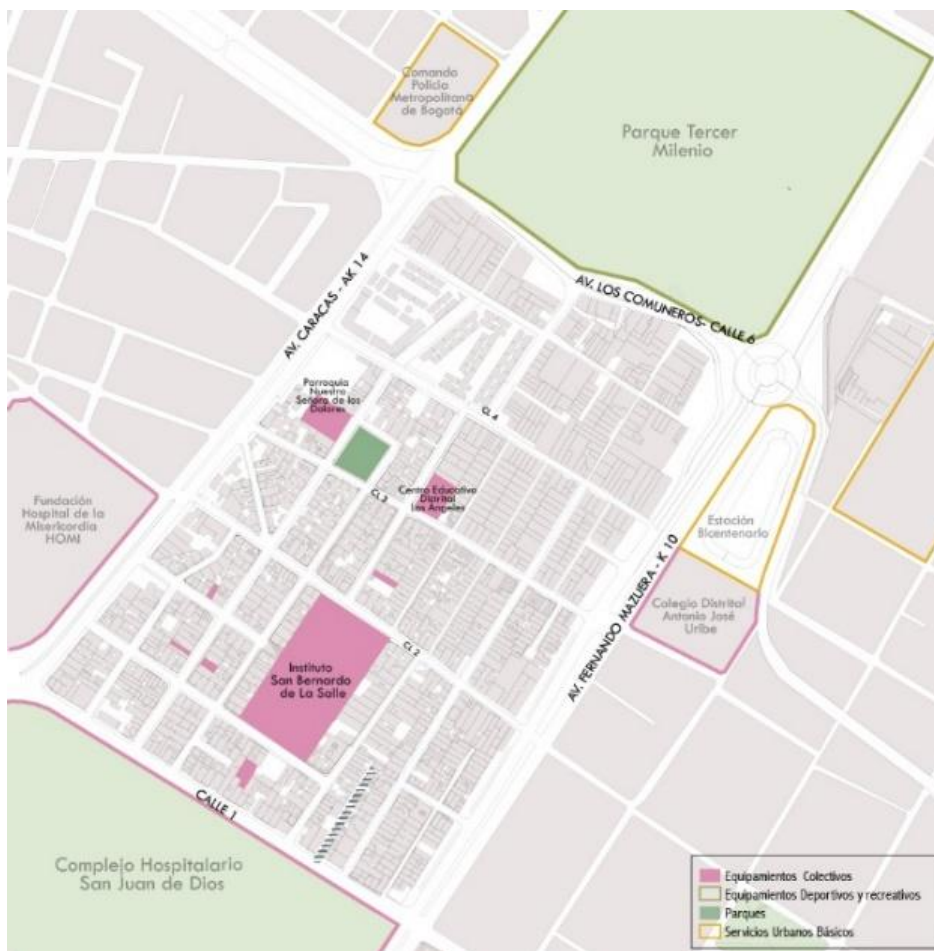 Comando
Policia
Metropolitana
de Bogotá
Parque Tercer
Milenio
AV. CARACAS - AK 14
AV. LOS COMUNEROS- CALLE 6
Parroquia
Nuestra
Señora de los
Dolores
CL 4
Centro Educativo
Distrital
Los Angeles
CL 3
Fundación
Hospital de la
Misericordia
HOMI
Estación
Bicentenario
Colegio Distrital
Antonio José
Uribe
AV. FERNANDO MAZUERA - K 10
CL 2
Instituto
San Bernardo
de La Salle
CALLE 1
Complejo Hospitalario
San Juan de Dios
Equipamientos Colectivos
Equipamientos Deportivos y recreativos
Parques
Servicios Urbanos Básicos